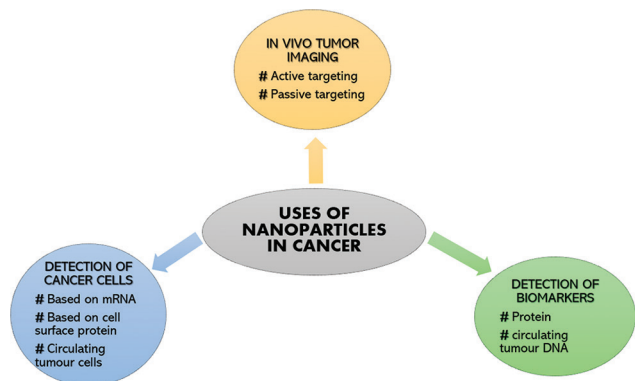 IN VIVO TUMOR
IMAGING
# Active targeting
# Passive targeting
USES OF
NANOPARTICLES
IN CANCER
DETECTION OF
CANCER CELLS
# Based on mRNA
# Based on cell
surface protein
# Circulating
tumour cells
DETECTION OF
BIOMARKERS
# Protein
# circulating
tumour DNA